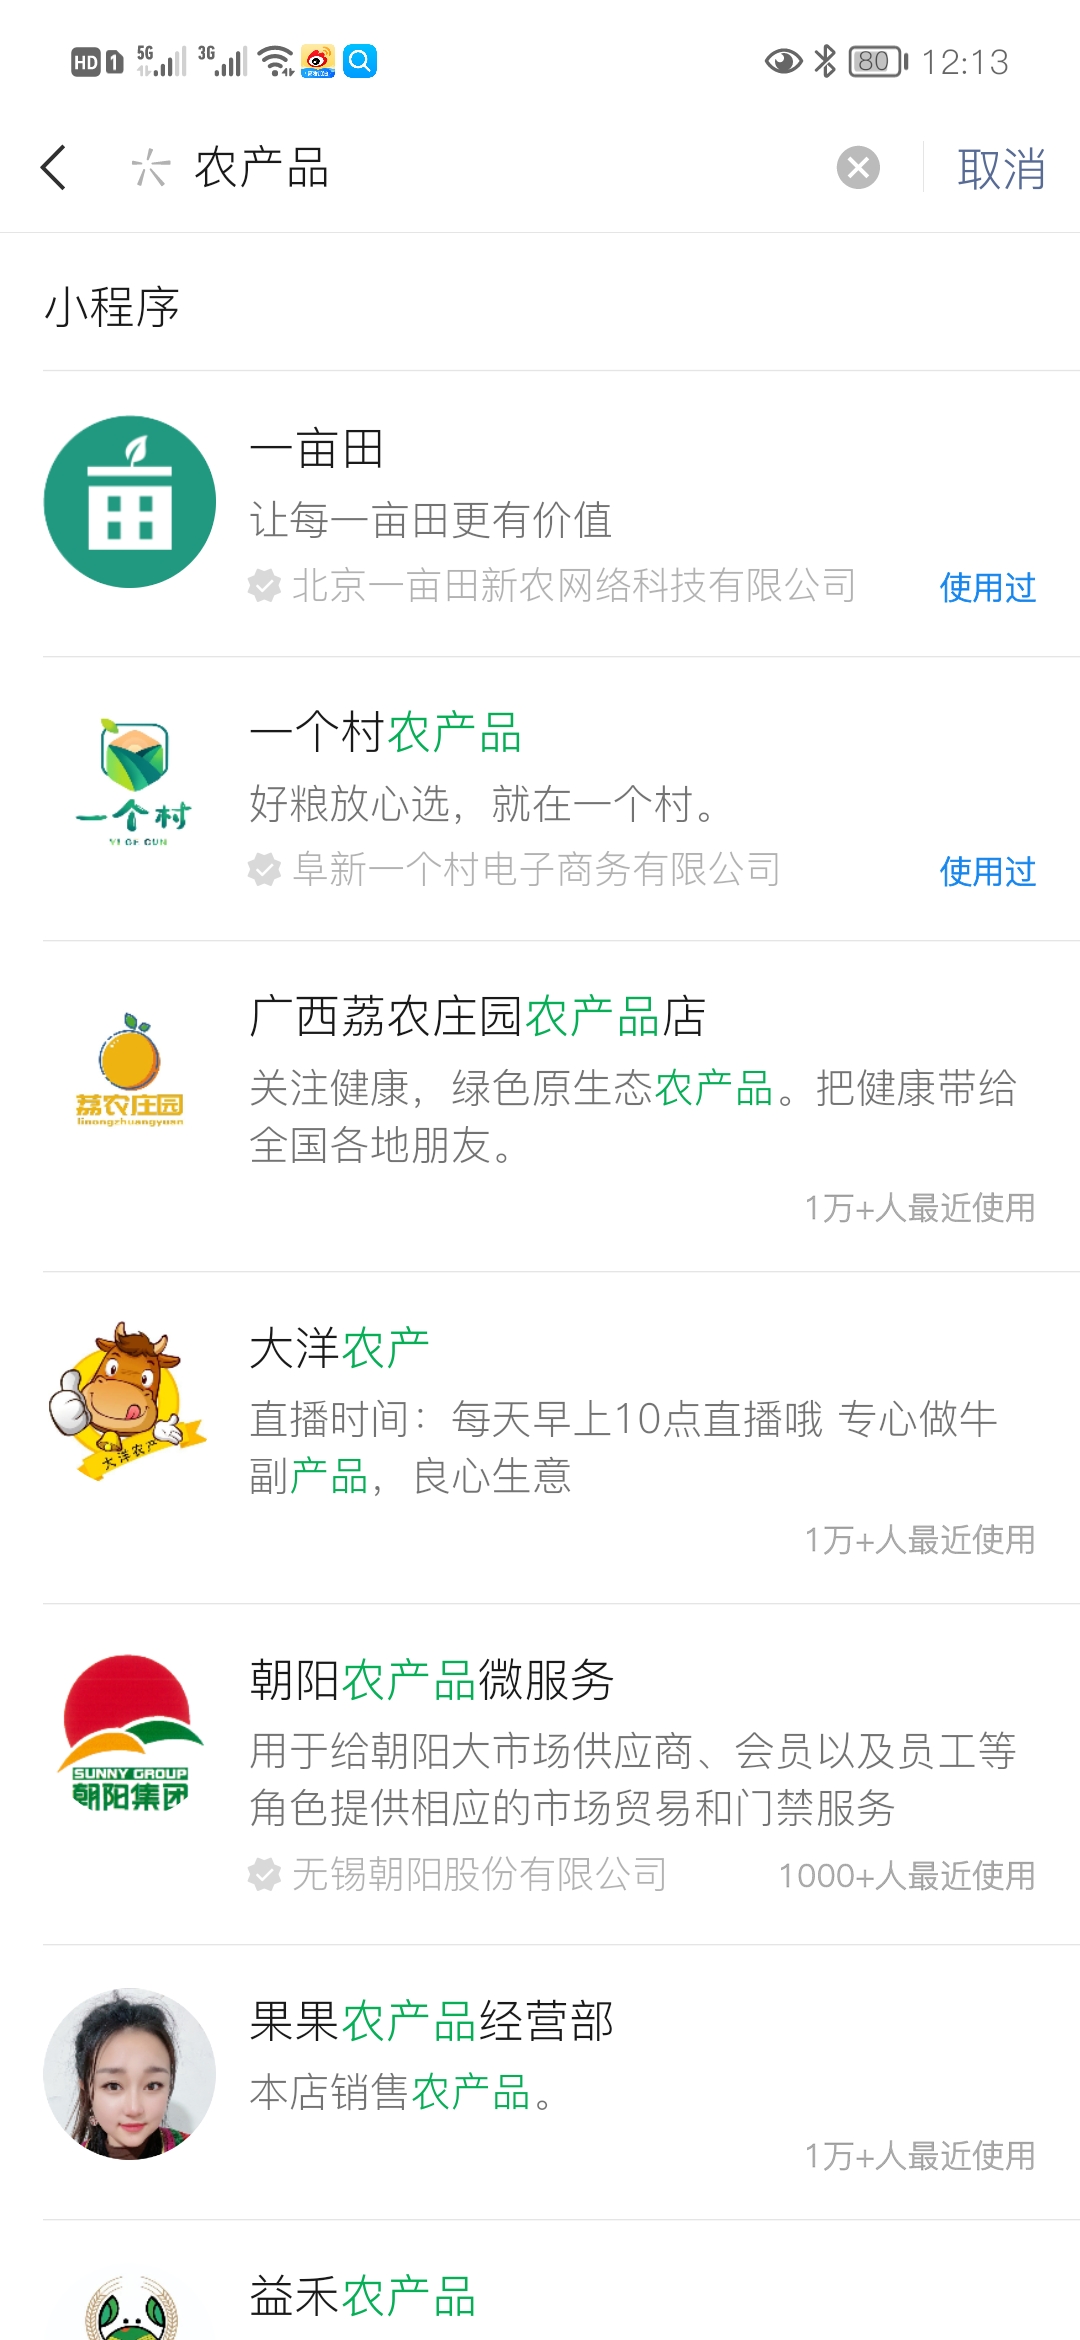 HD 1 5G 3G 80 12:13
农产品 取消
小程序
一亩田
让每一亩田更有价值
北京一亩田新农网络科技有限公司 使用过
一个村农产品
好粮放心选，就在一个村。
一个村
YI GE CUN
阜新一个村电子商务有限公司 使用过
广西荔农庄园农产品店
关注健康，绿色原生态农产品。把健康带给
全国各地朋友。
荔农庄园
linongzhuangyuan
1万+人最近使用
大洋农产
直播时间：每天早上10点直播哦 专心做牛
副产品，良心生意
大洋农产
1万+人最近使用
朝阳农产品微服务
用于给朝阳大市场供应商、会员以及员工等
角色提供相应的市场贸易和门禁服务
SUNNY GROUP
朝阳集团
无锡朝阳股份有限公司 1000+人最近使用
果果农产品经营部
本店销售农产品。
1万+人最近使用
益禾农产品